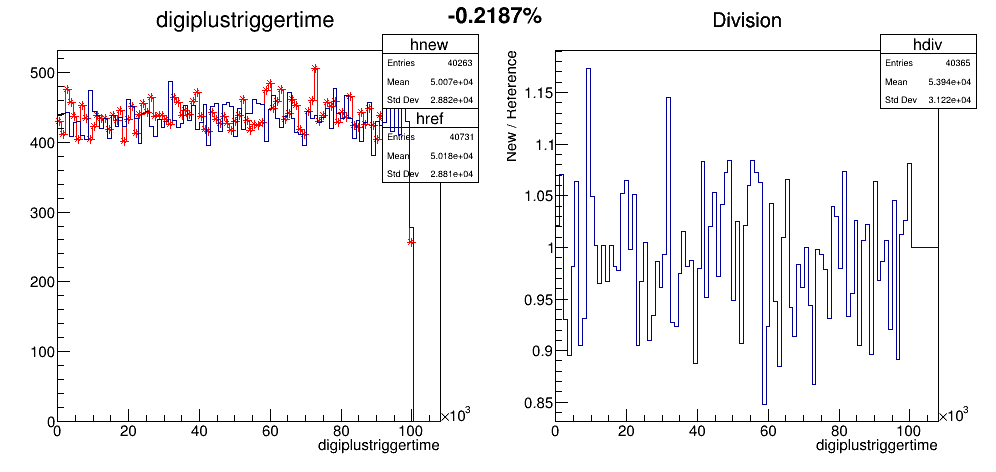 -0.2187%
digiplustriggertime
hnew
Entries 40263
Mean 5.007e+04
Std Dev 2.882e+04
href
Entries 40731
Mean 5.018e+04
Std Dev 2.881e+04
500
400
300
200
100
0
0 20 40 60 80 100
×10³
digiplustriggertime
Division
hdiv
Entries 40365
Mean 5.394e+04
Std Dev 3.122e+04
New / Reference
1.15
1.1
1.05
1
0.95
0.9
0.85
0 20 40 60 80 100
×10³
digiplustriggertime